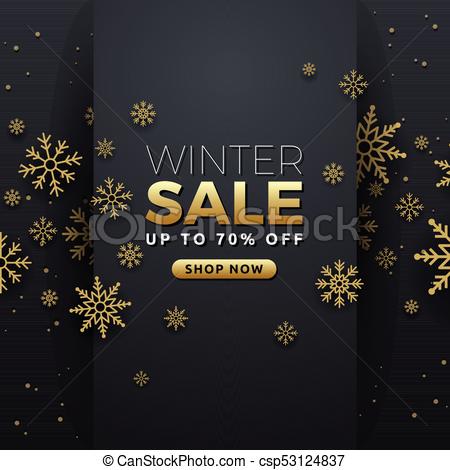 WINTER
SALE
UP TO 70% OFF
SHOP NOW
© Can Stock Photo
© Can Stock Photo - csp53124837